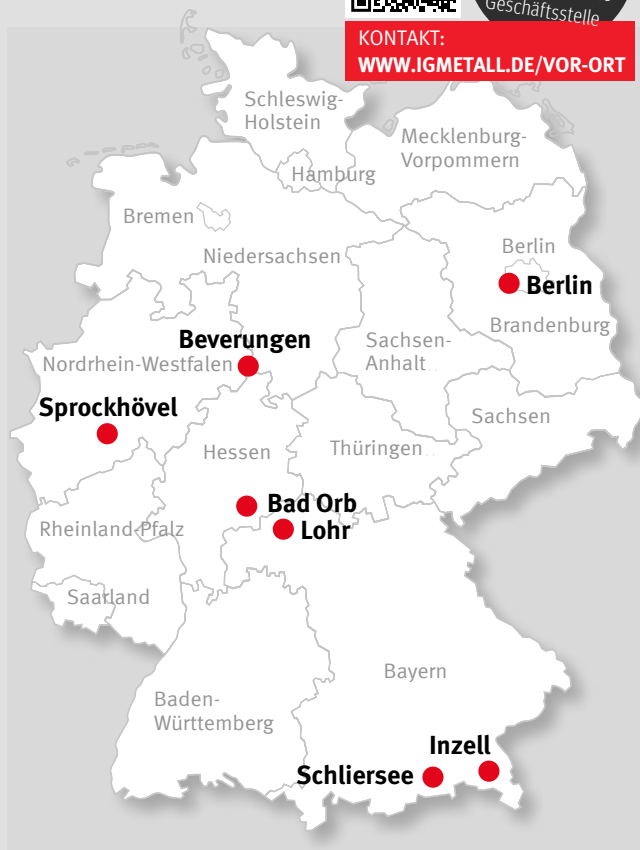 Geschäftsstelle
KONTAKT:
WWW.IGMETALL.DE/VOR-ORT
Schleswig-
Holstein
Mecklenburg-
Vorpommern
Hamburg
Bremen
Niedersachsen
Berlin
Berlin
Brandenburg
Beverungen
Sachsen-
Anhalt
Nordrhein-Westfalen
Sprockhövel
Sachsen
Hessen
Thüringen
Bad Orb
Lohr
Rheinland-Pfalz
Saarland
Bayern
Baden-
Württemberg
Inzell
Schliersee